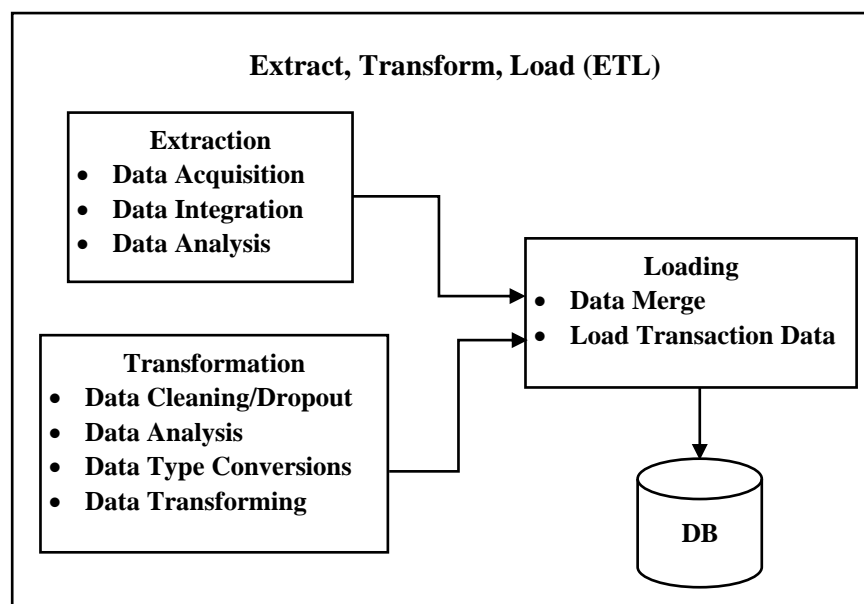 Extract, Transform, Load (ETL)
Extraction
• Data Acquisition
• Data Integration
• Data Analysis
Transformation
• Data Cleaning/Dropout
• Data Analysis
• Data Type Conversions
• Data Transforming
Loading
• Data Merge
• Load Transaction Data
DB